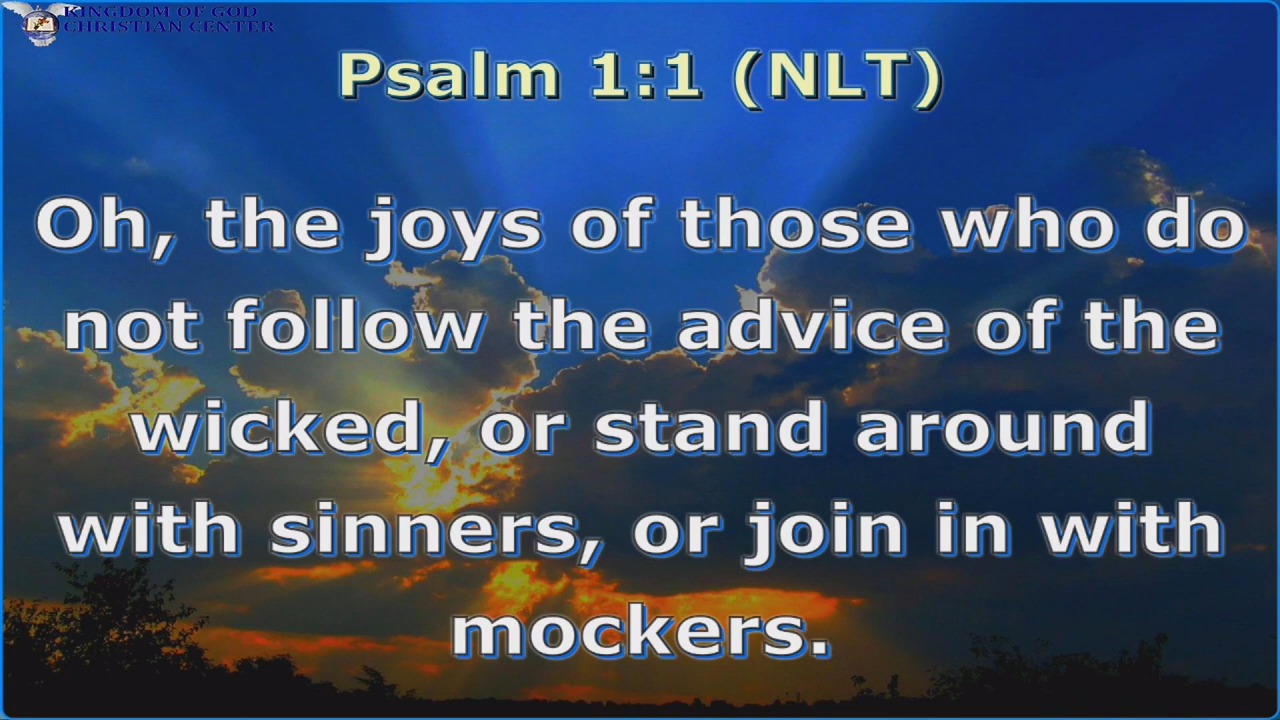 KINGDOM OF GOD
CHRISTIAN CENTER
Psalm 1:1 (NLT)
Oh, the joys of those who do
not follow the advice of the
wicked, or stand around
with sinners, or join in with
mockers.